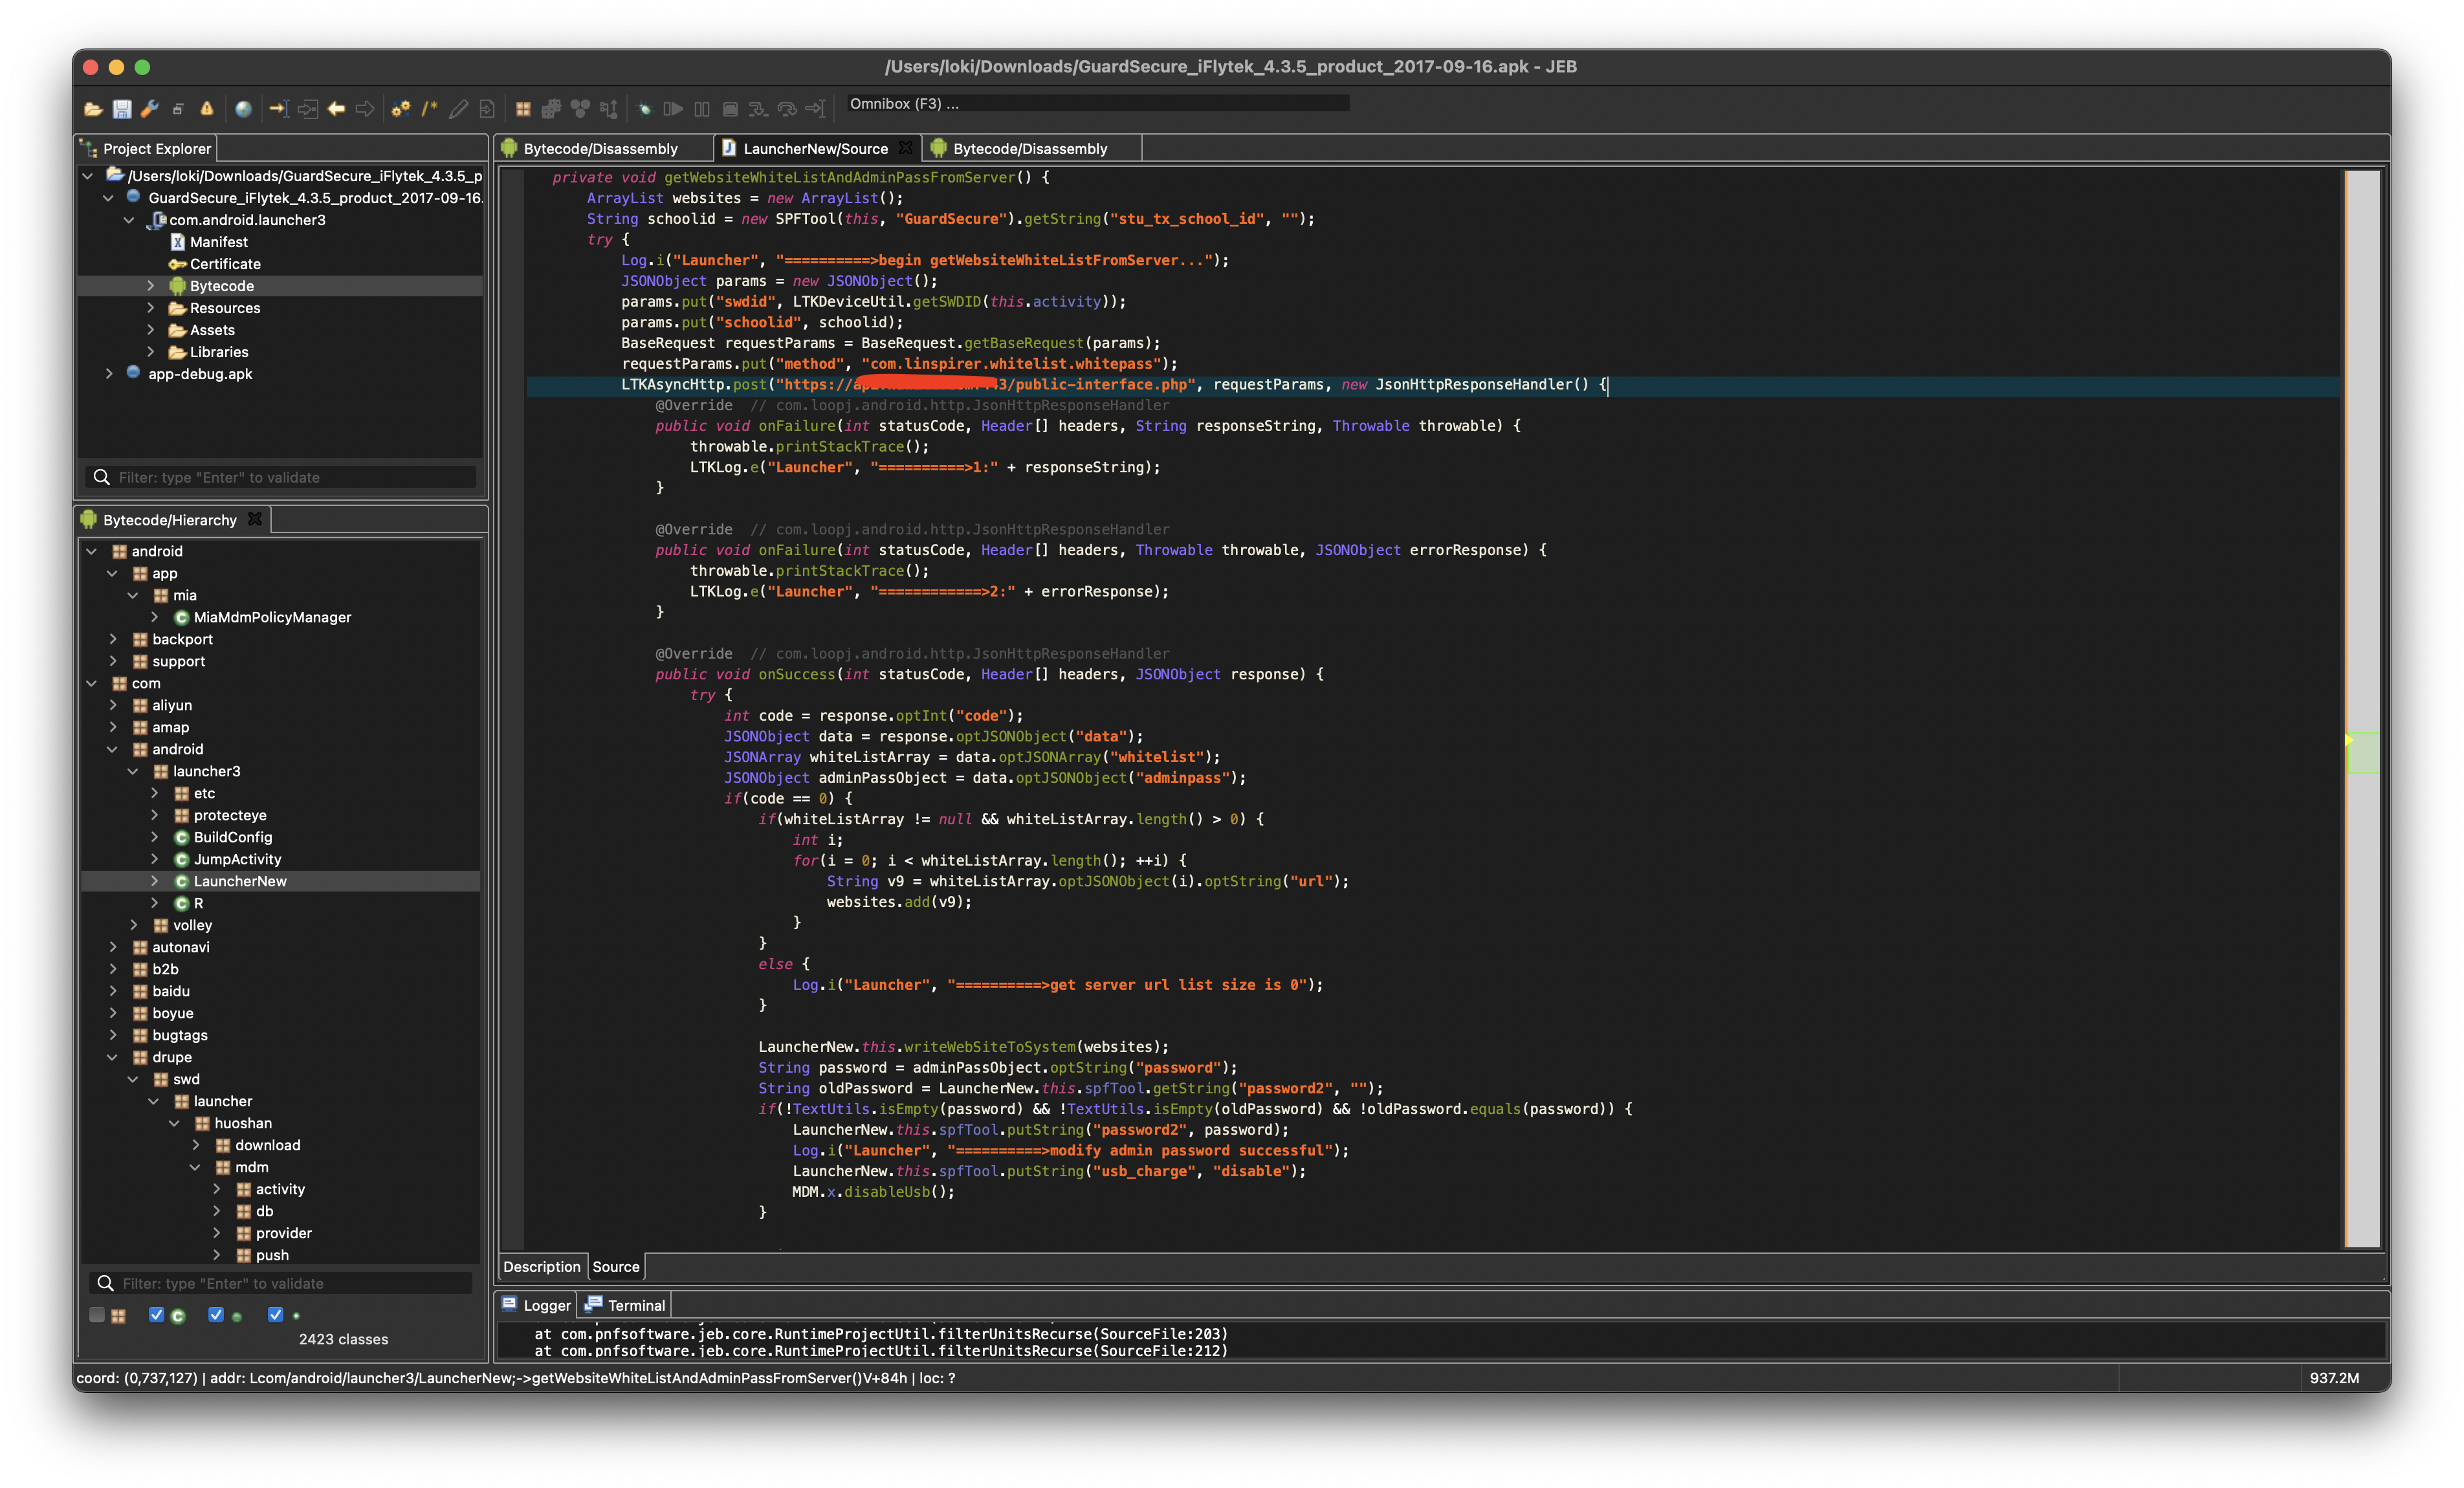 /Users/loki/Downloads/GuardSecure_iFlytek_4.3.5_product_2017-09-16.apk - JEB
Omnibox (F3) ...
Project Explorer
/Users/loki/Downloads/GuardSecure_iFlytek_4.3.5_p
GuardSecure_iFlytek_4.3.5_product_2017-09-16.
com.android.launcher3
Manifest
Certificate
Bytecode
Resources
Assets
Libraries
app-debug.apk
Filter: type "Enter" to validate
Bytecode/Hierarchy
android
app
mia
MiaMdmPolicyManager
backport
support
com
aliyun
amap
android
launcher3
etc
protecteye
BuildConfig
JumpActivity
LauncherNew
R
volley
autonavi
b2b
baidu
boyue
bugtags
drupe
swd
launcher
huoshan
download
mdm
activity
db
provider
push
Filter: type "Enter" to validate
2423 classes
Bytecode/Disassembly
LauncherNew/Source
Bytecode/Disassembly
private void getWebsiteWhiteListAndAdminPassFromServer() {
ArrayList websites = new ArrayList();
String schoolid = new SPFTool(this, "GuardSecure").getString("stu_tx_school_id", "");
try {
Log.i("Launcher", "==========>begin getWebsiteWhiteListFromServer...");
JSONObject params = new JSONObject();
params.put("swdid", LTKDeviceUtil.getSWDID(this.activity));
params.put("schoolid", schoolid);
BaseRequest requestParams = BaseRequest.getBaseRequest(params);
requestParams.put("method", "com.linspirer.whitelist.whitepass");
LTKAsyncHttp.post("https:// /public-interface.php", requestParams, new JsonHttpResponseHandler() {
@Override  // com.loopj.android.http.JsonHttpResponseHandler
public void onFailure(int statusCode, Header[] headers, String responseString, Throwable throwable) {
throwable.printStackTrace();
LTKLog.e("Launcher", "==========>1:" + responseString);
}
@Override  // com.loopj.android.http.JsonHttpResponseHandler
public void onFailure(int statusCode, Header[] headers, Throwable throwable, JSONObject errorResponse) {
throwable.printStackTrace();
LTKLog.e("Launcher", "============>2:" + errorResponse);
}
@Override  // com.loopj.android.http.JsonHttpResponseHandler
public void onSuccess(int statusCode, Header[] headers, JSONObject response) {
try {
int code = response.optInt("code");
JSONObject data = response.optJSONObject("data");
JSONArray whiteListArray = data.optJSONArray("whitelist");
JSONObject adminPassObject = data.optJSONObject("adminpass");
if(code == 0) {
if(whiteListArray != null && whiteListArray.length() > 0) {
int i;
for(i = 0; i < whiteListArray.length(); ++i) {
String v9 = whiteListArray.optJSONObject(i).optString("url");
websites.add(v9);
}
}
else {
Log.i("Launcher", "==========>get server url list size is 0");
}
LauncherNew.this.writeWebSiteToSystem(websites);
String password = adminPassObject.optString("password");
String oldPassword = LauncherNew.this.spfTool.getString("password2", "");
if(!TextUtils.isEmpty(password) && !TextUtils.isEmpty(oldPassword) && !oldPassword.equals(password)) {
LauncherNew.this.spfTool.putString("password2", password);
Log.i("Launcher", "==========>modify admin password successful");
LauncherNew.this.spfTool.putString("usb_charge", "disable");
MDM.x.disableUsb();
}
Description
Source
Logger
Terminal
at com.pnfsoftware.jeb.core.RuntimeProjectUtil.filterUnitsRecurse(SourceFile:203)
at com.pnfsoftware.jeb.core.RuntimeProjectUtil.filterUnitsRecurse(SourceFile:212)
coord: (0,737,127) | addr: Lcom/android/launcher3/LauncherNew;->getWebsiteWhiteListAndAdminPassFromServer()V+84h | loc: ?
937.2M